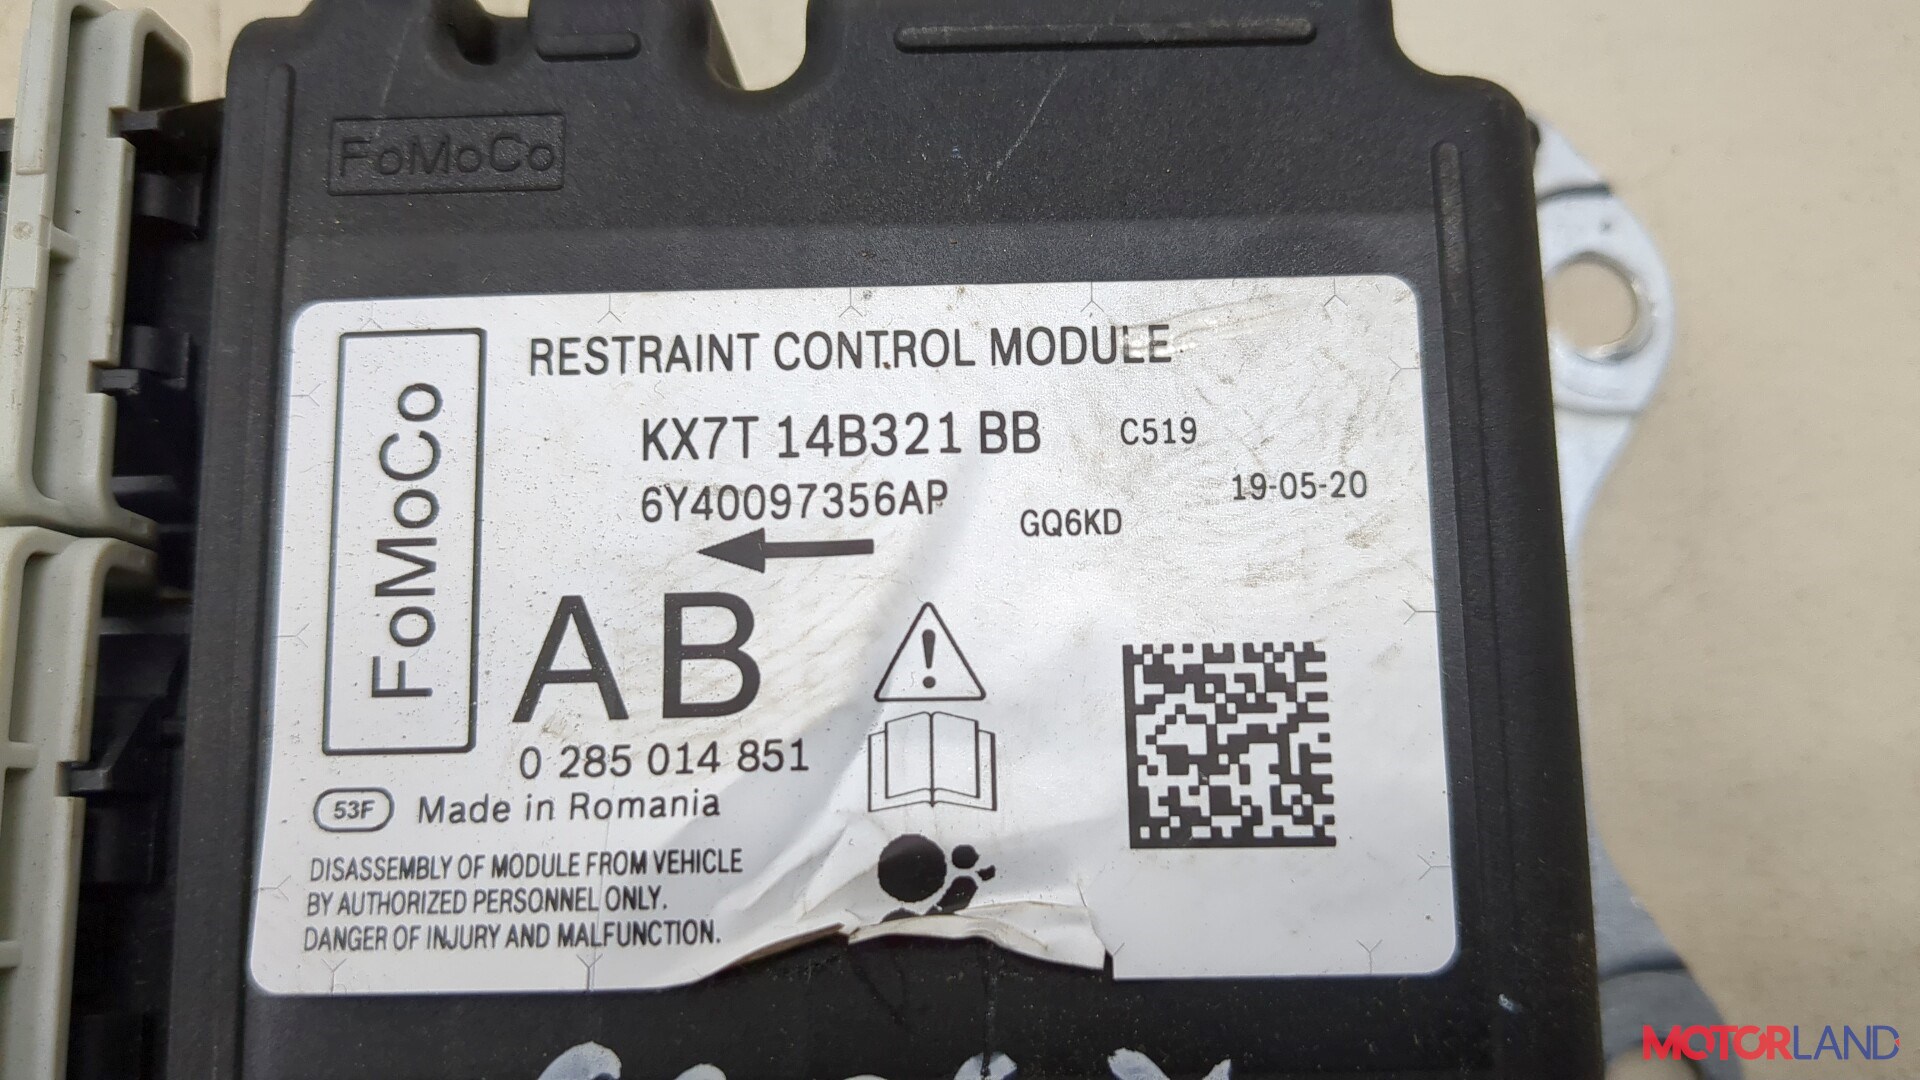 FoMoCo
RESTRAINT CONTROL MODULE
KX7T 14B321 BB C519
6Y40097356AP 19-05-20
GQ6KD
FoMoCo
AB
0 285 014 851
53F Made in Romania
DISASSEMBLY OF MODULE FROM VEHICLE
BY AUTHORIZED PERSONNEL ONLY.
DANGER OF INJURY AND MALFUNCTION.
MOTORLAND